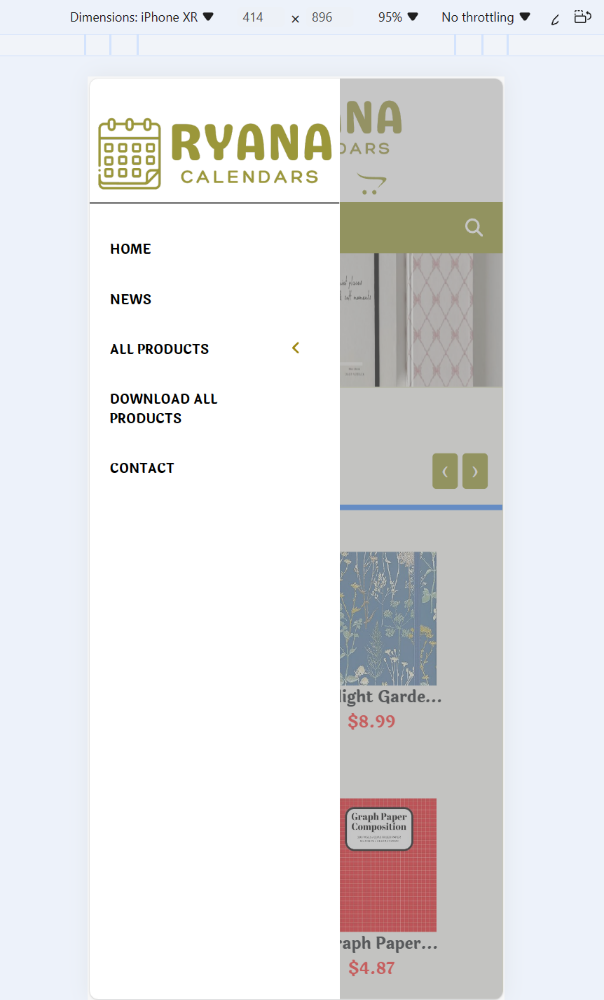 Dimensions: iPhone XR 414 x 896 95% No throttling
RYANA
CALENDARS
NA
ARS
HOME
NEWS
ALL PRODUCTS
DOWNLOAD ALL
PRODUCTS
CONTACT
light Garde...
$8.99
Graph Paper
Composition
raph Paper...
$4.87